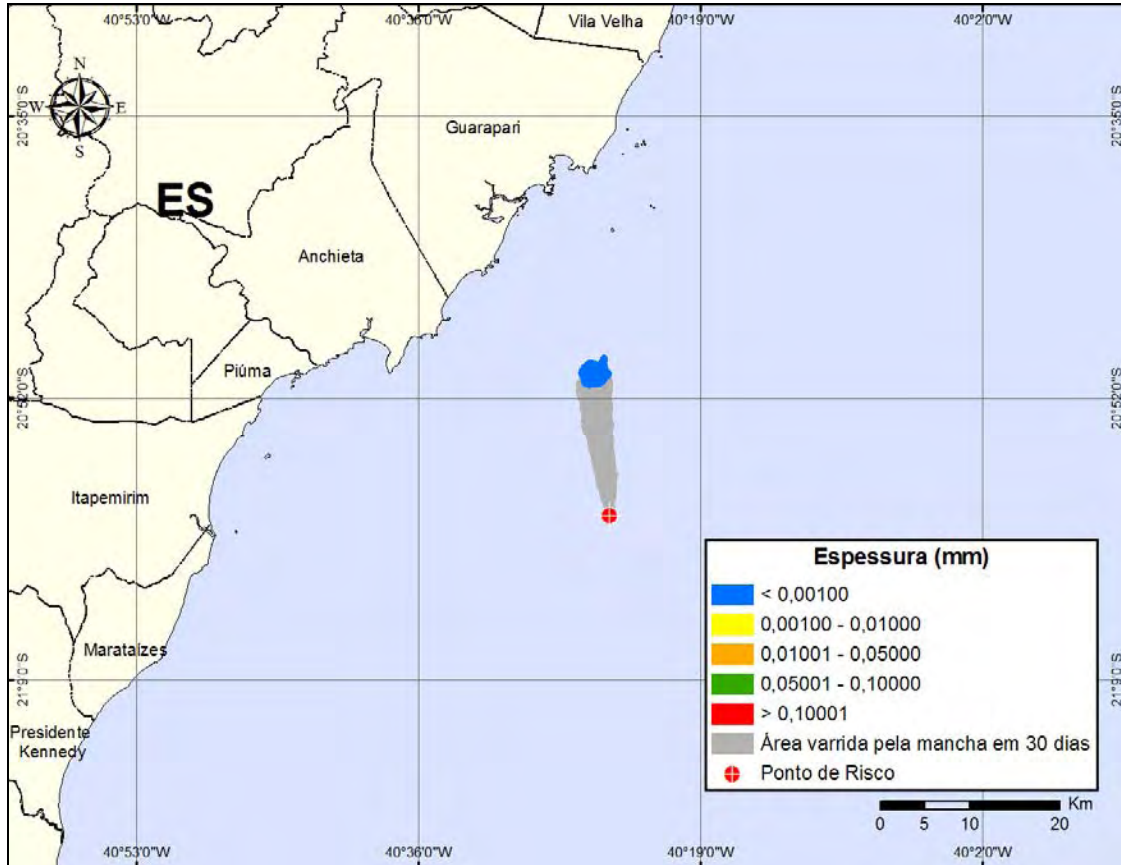 40°53'0"W 40°36'0"W 40°19'0"W 40°2'0"W
Vila Velha
N
W E
S
20°35'0"S 20°35'0"S
Guarapari
ES
Anchieta
Piúma
20°52'0"S 20°52'0"S
Itapemirim
Espessura (mm)
< 0,00100
0,00100 - 0,01000
0,01001 - 0,05000
0,05001 - 0,10000
> 0,10001
Área varrida pela mancha em 30 dias
Ponto de Risco
Marataízes
21°9'0"S 21°9'0"S
Presidente
Kennedy
Km
0 5 10 20
40°53'0"W 40°36'0"W 40°19'0"W 40°2'0"W